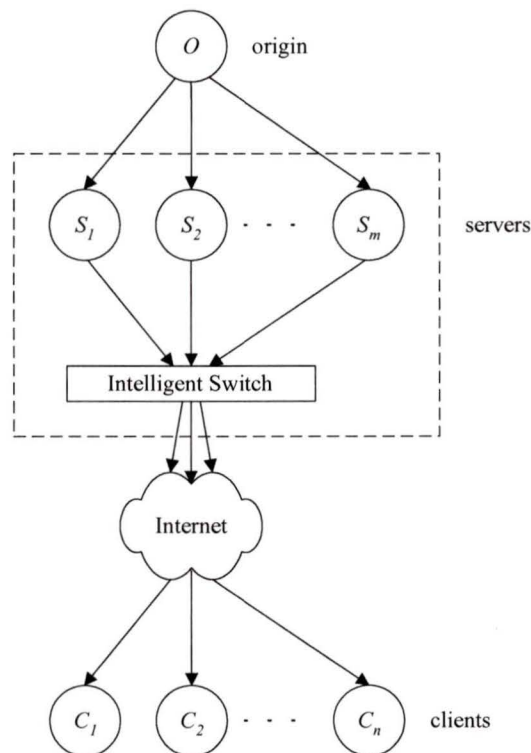 O origin
S1 S2 . . . Sm servers
Intelligent Switch
Internet
C1 C2 . . . Cn clients